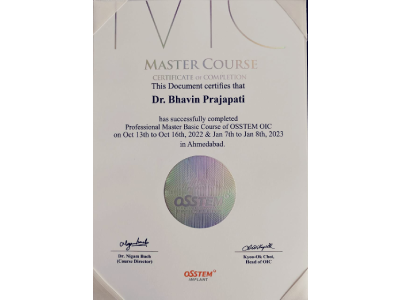 MASTER COURSE
CERTIFICATE of COMPLETION
This Document certifies that
Dr. Bhavin Prajapati
has successfully completed
Professional Master Basic Course of OSSTEM OIC
on Oct 13th to Oct 16th, 2022 & Jan 7th to Jan 8th, 2023
in Ahmedabad.
OSSTEM
Dr. Nigam Buch
(Course Director)
Kyoo-Ok Choi,
Head of OIC
OSSTEM
IMPLANT